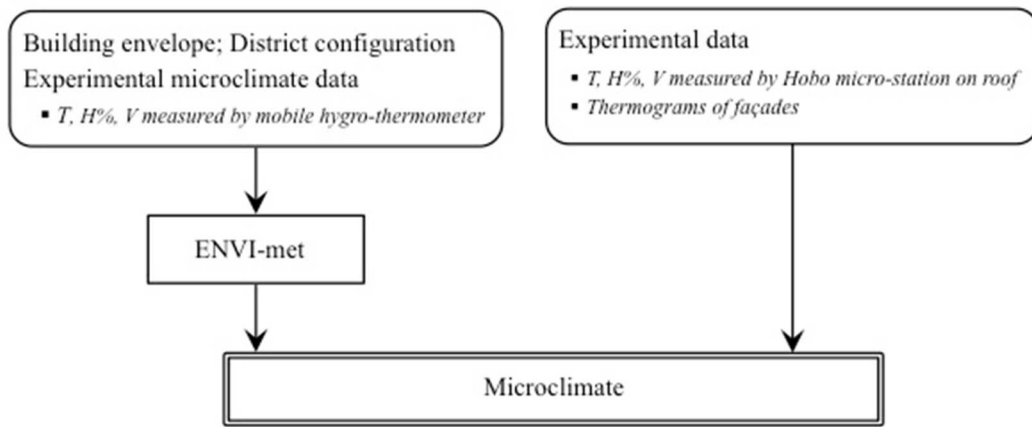 Building envelope; District configuration
Experimental microclimate data
▪ T, H%, V measured by mobile hygro-thermometer
Experimental data
▪ T, H%, V measured by Hobo micro-station on roof
▪ Thermograms of façades
ENVI-met
Microclimate